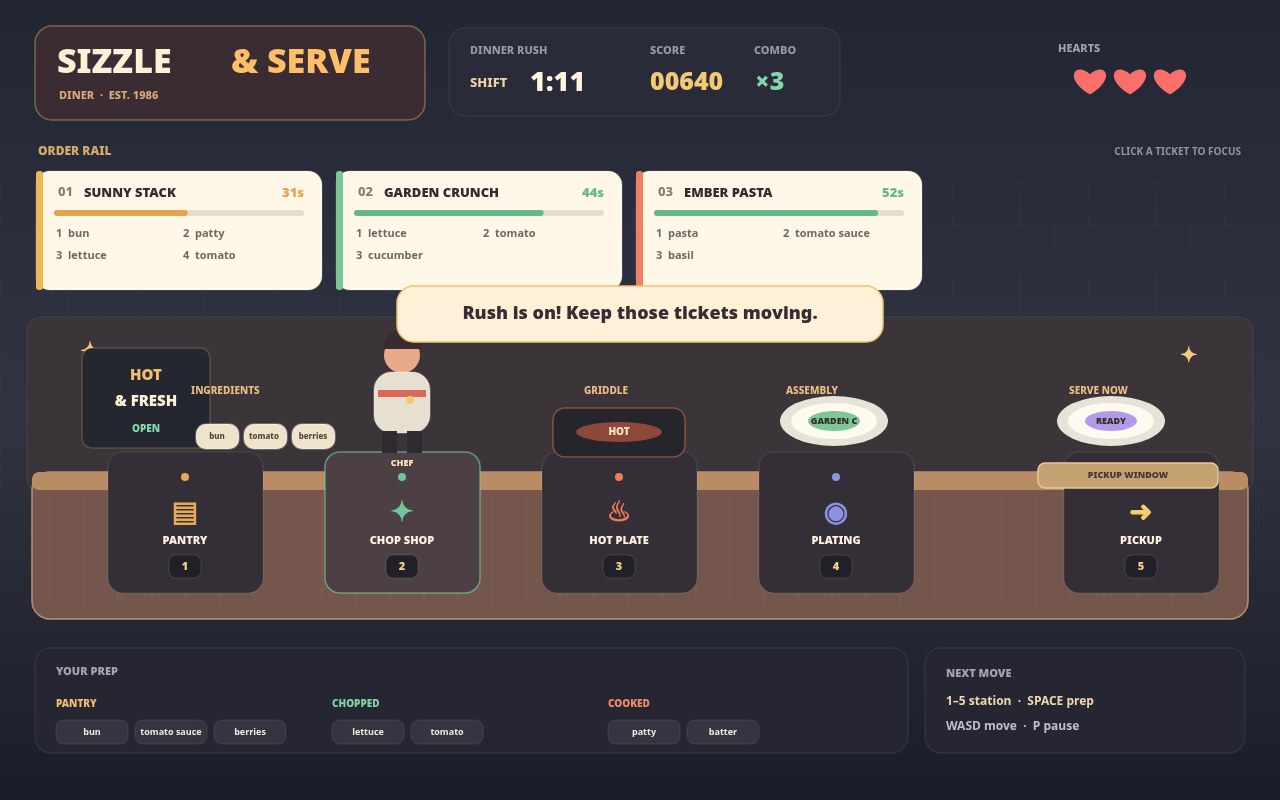 SIZZLE & SERVE
DINER · EST. 1986
DINNER RUSH
SHIFT 1:11
SCORE
00640
COMBO
×3
HEARTS
ORDER RAIL
CLICK A TICKET TO FOCUS
01 SUNNY STACK 31s
1 bun 2 patty
3 lettuce 4 tomato
02 GARDEN CRUNCH 44s
1 lettuce 2 tomato
3 cucumber
03 EMBER PASTA 52s
1 pasta 2 tomato sauce
3 basil
Rush is on! Keep those tickets moving.
HOT
& FRESH
OPEN
INGREDIENTS
bun tomato berries
GRIDDLE
HOT
ASSEMBLY
GARDEN C
SERVE NOW
READY
PICKUP WINDOW
PANTRY
1
CHEF
CHOP SHOP
2
HOT PLATE
3
PLATING
4
PICKUP
5
YOUR PREP
PANTRY
bun tomato sauce berries
CHOPPED
lettuce tomato
COOKED
patty batter
NEXT MOVE
1–5 station · SPACE prep
WASD move · P pause